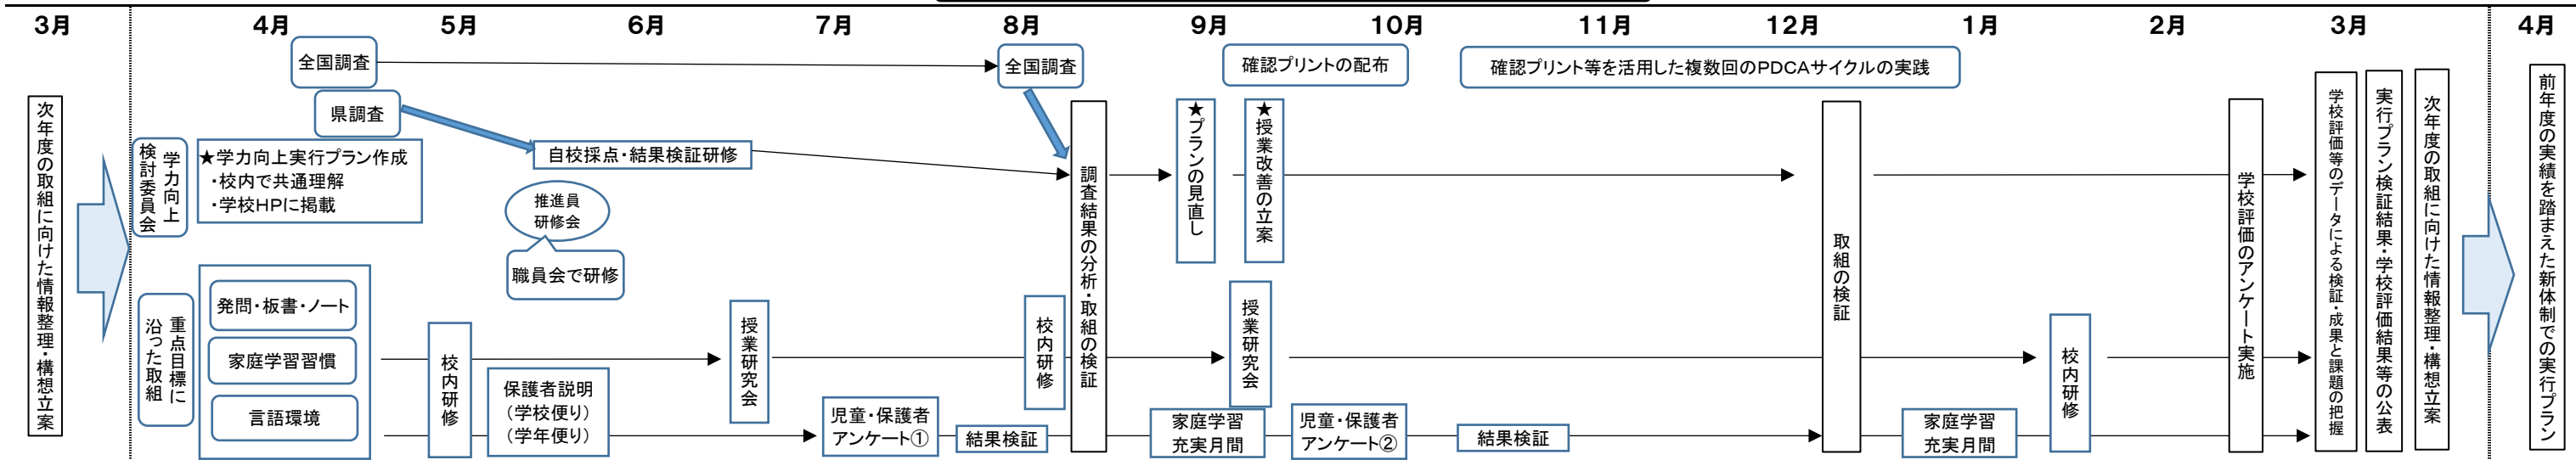 3月
4月
5月
6月
7月
8月
9月
10月
11月
12月
1月
2月
3月
4月
次年度の取組に向けた情報整理・構想立案
全国調査
県調査
学力向上
検討委員会
★学力向上実行プラン作成
・校内で共通理解
・学校HPに掲載
自校採点・結果検証研修
推進員
研修会
職員会で研修
全国調査
調査結果の分析・取組の検証
★プランの見直し
★授業改善の立案
確認プリントの配布
確認プリント等を活用した複数回のPDCAサイクルの実践
重点目標に
沿った取組
発問・板書・ノート
家庭学習習慣
言語環境
校内研修
保護者説明
(学校便り)
(学年便り)
授業研究会
児童・保護者
アンケート①
結果検証
校内研修
家庭学習
充実月間
授業研究会
児童・保護者
アンケート②
結果検証
取組の検証
家庭学習
充実月間
校内研修
学校評価のアンケート実施
学校評価等のデータによる検証・成果と課題の把握
実行プラン検証結果・学校評価結果等の公表
次年度の取組に向けた情報整理・構想立案
前年度の実績を踏まえた新体制での実行プラン